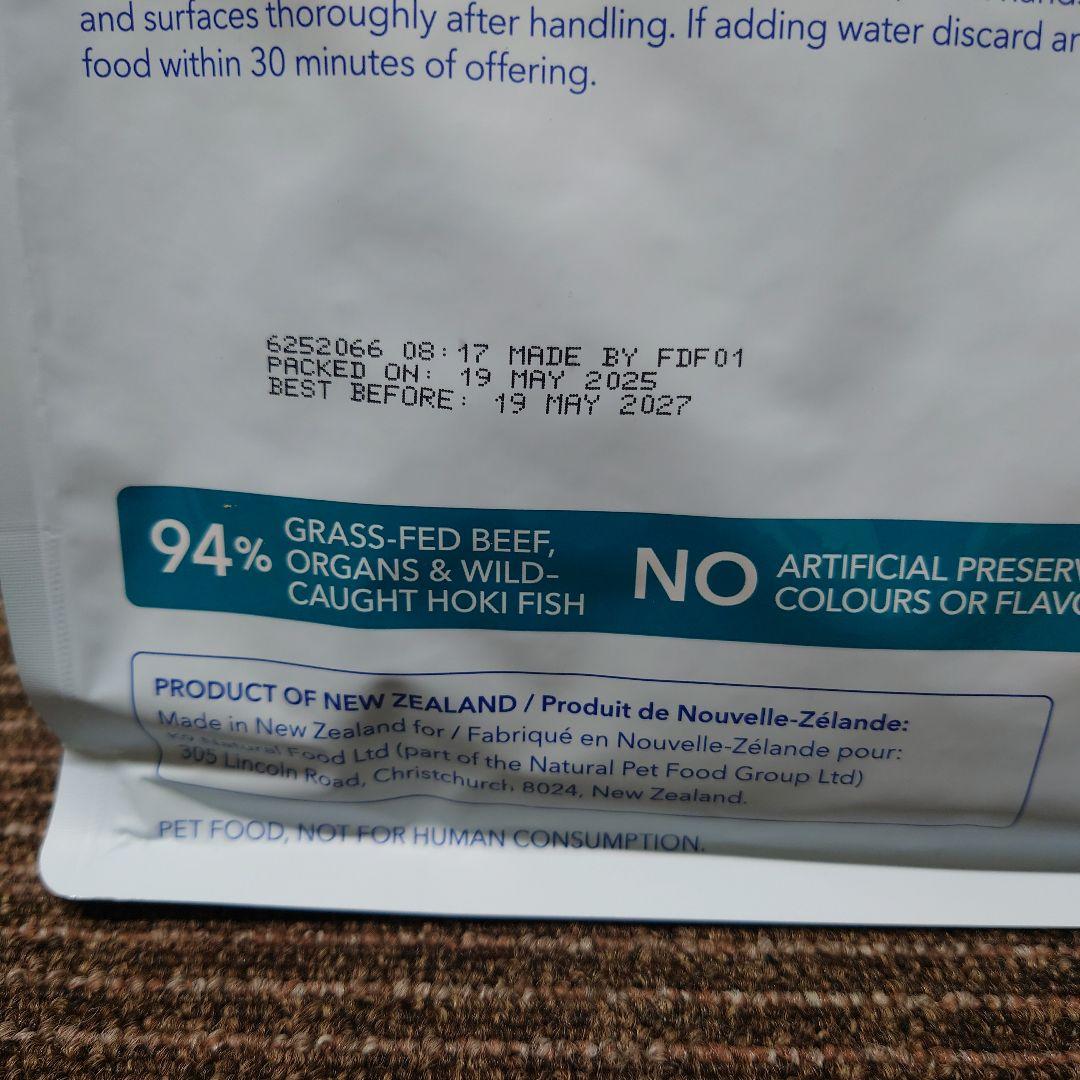 and surfaces thoroughly after handling. If adding water discard
food within 30 minutes of offering.
6252066 08:17 MADE BY FDF01
PACKED ON: 19 MAY 2025
BEST BEFORE: 19 MAY 2027
94% GRASS-FED BEEF,
ORGANS & WILD-
CAUGHT HOKI FISH
NO ARTIFICIAL
COLOURS OR
PRODUCT OF NEW ZEALAND / Produit de Nouvelle-Zélande:
Made in New Zealand for / Fabriqué en Nouvelle-Zélande pour:
K9 Natural Food Ltd (part of the Natural Pet Food Group Ltd)
305 Lincoln Road, Christchurch 8024, New Zealand.
PET FOOD, NOT FOR HUMAN CONSUMPTION.